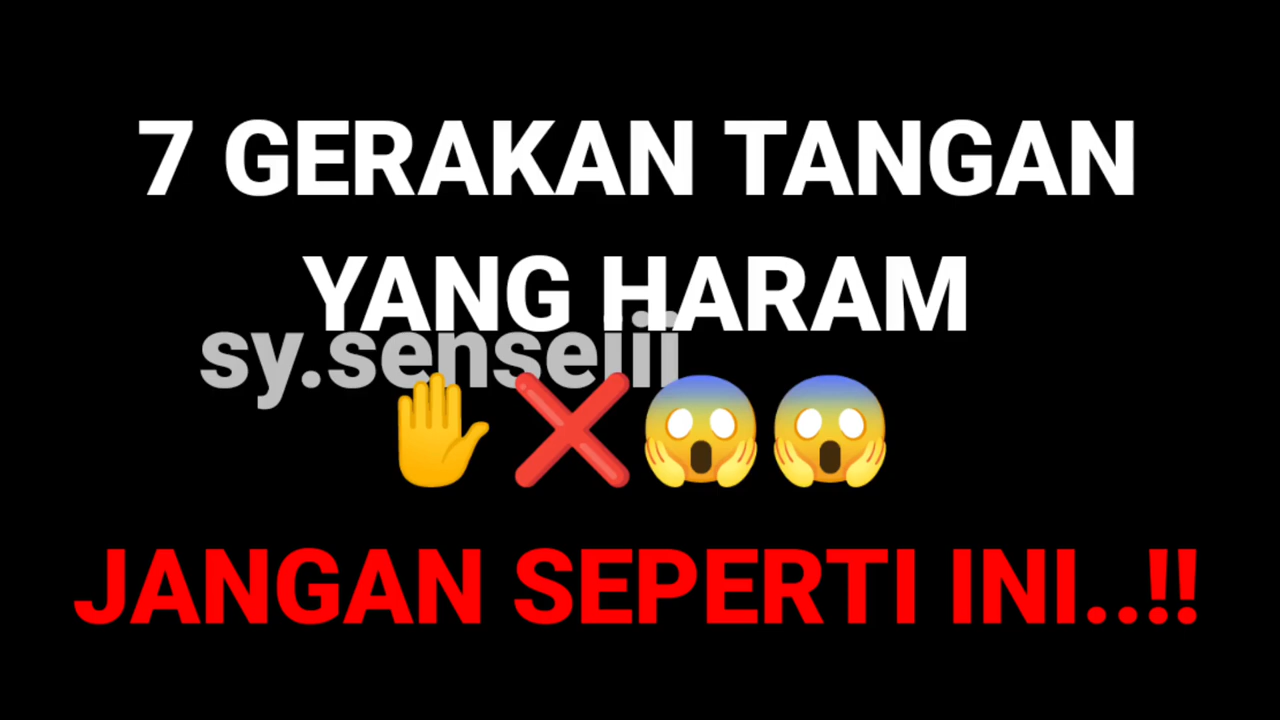 7 GERAKAN TANGAN
YANG HARAM
sy.senseiii
JANGAN SEPERTI INI..!!